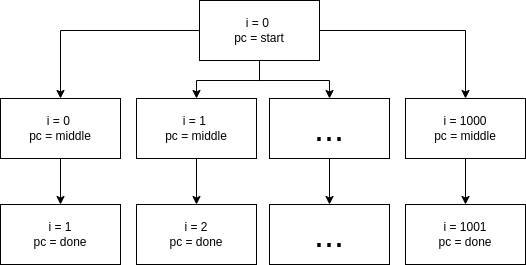 i = 0
pc = start
i = 0
pc = middle
i = 1
pc = middle
...
i = 1000
pc = middle
i = 1
pc = done
i = 2
pc = done
...
i = 1001
pc = done